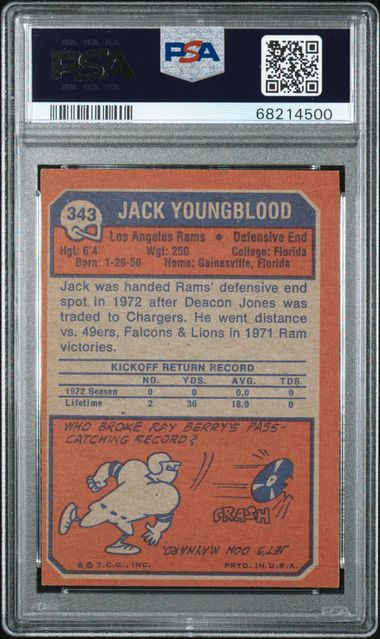 PSA
PSA
68214500
343
JACK YOUNGBLOOD
Los Angeles Rams • Defensive End
Hgt: 6'4" Wgt: 250 College: Florida
Born: 1-26-50 Home: Gainesville, Florida
Jack was handed Rams' defensive end
spot in 1972 after Deacon Jones was
traded to Chargers. He went distance
vs. 49ers, Falcons & Lions in 1971 Ram
victories.
KICKOFF RETURN RECORD
NO. YDS. AVG. TDS.
1972 Season 0 0 0.0 0
Lifetime 2 36 18.0 0
WHO BROKE RAY BERRY'S PASS-
CATCHING RECORD?
CRASH
JETS' DON MAYNARD.
★ © T.C.G., INC. PRTD. IN U.S.A.